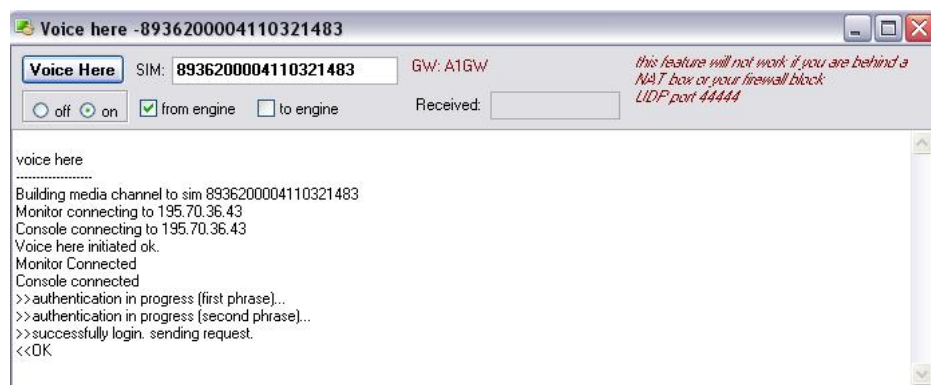 Voice here -8936200004110321483
Voice Here SIM: 8936200004110321483 GW: A1GW
this feature will not work if you are behind a
NAT box or your firewall block
UDP port 44444
off on from engine to engine Received:
voice here
-------------------
Building media channel to sim 8936200004110321483
Monitor connecting to 195.70.36.43
Console connecting to 195.70.36.43
Voice here initiated ok.
Monitor Connected
Console connected
>>authentication in progress (first phrase)...
>>authentication in progress (second phrase)...
>>successfully login. sending request.
<<OK